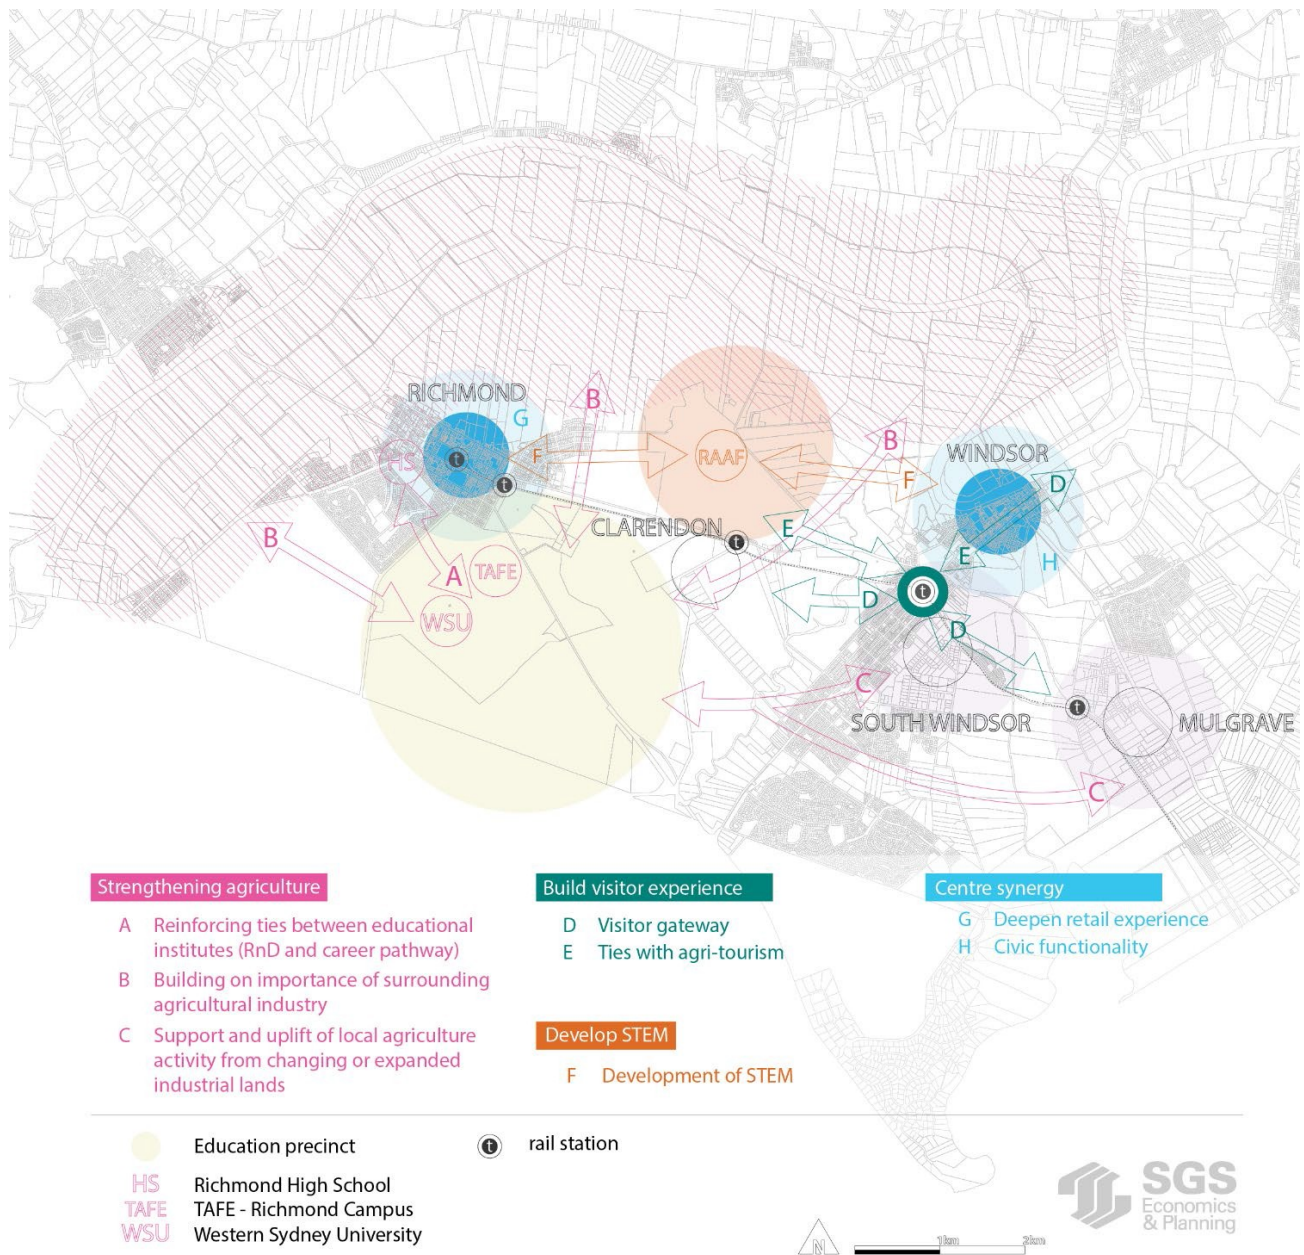 RICHMOND
G
B
HS
t
F
RAAF
B
WINDSOR
F
D
t
B
CLARENDON
t
E
E
H
A
TAFE
WSU
D
t
D
C
SOUTH WINDSOR
t
MULGRAVE
C
Strengthening agriculture
A Reinforcing ties between educational
institutes (RnD and career pathway)
B Building on importance of surrounding
agricultural industry
C Support and uplift of local agriculture
activity from changing or expanded
industrial lands
Build visitor experience
D Visitor gateway
E Ties with agri-tourism
Develop STEM
F Development of STEM
Centre synergy
G Deepen retail experience
H Civic functionality
Education precinct
HS Richmond High School
TAFE TAFE - Richmond Campus
WSU Western Sydney University
t rail station
N
1km
2km
SGS
Economics
& Planning